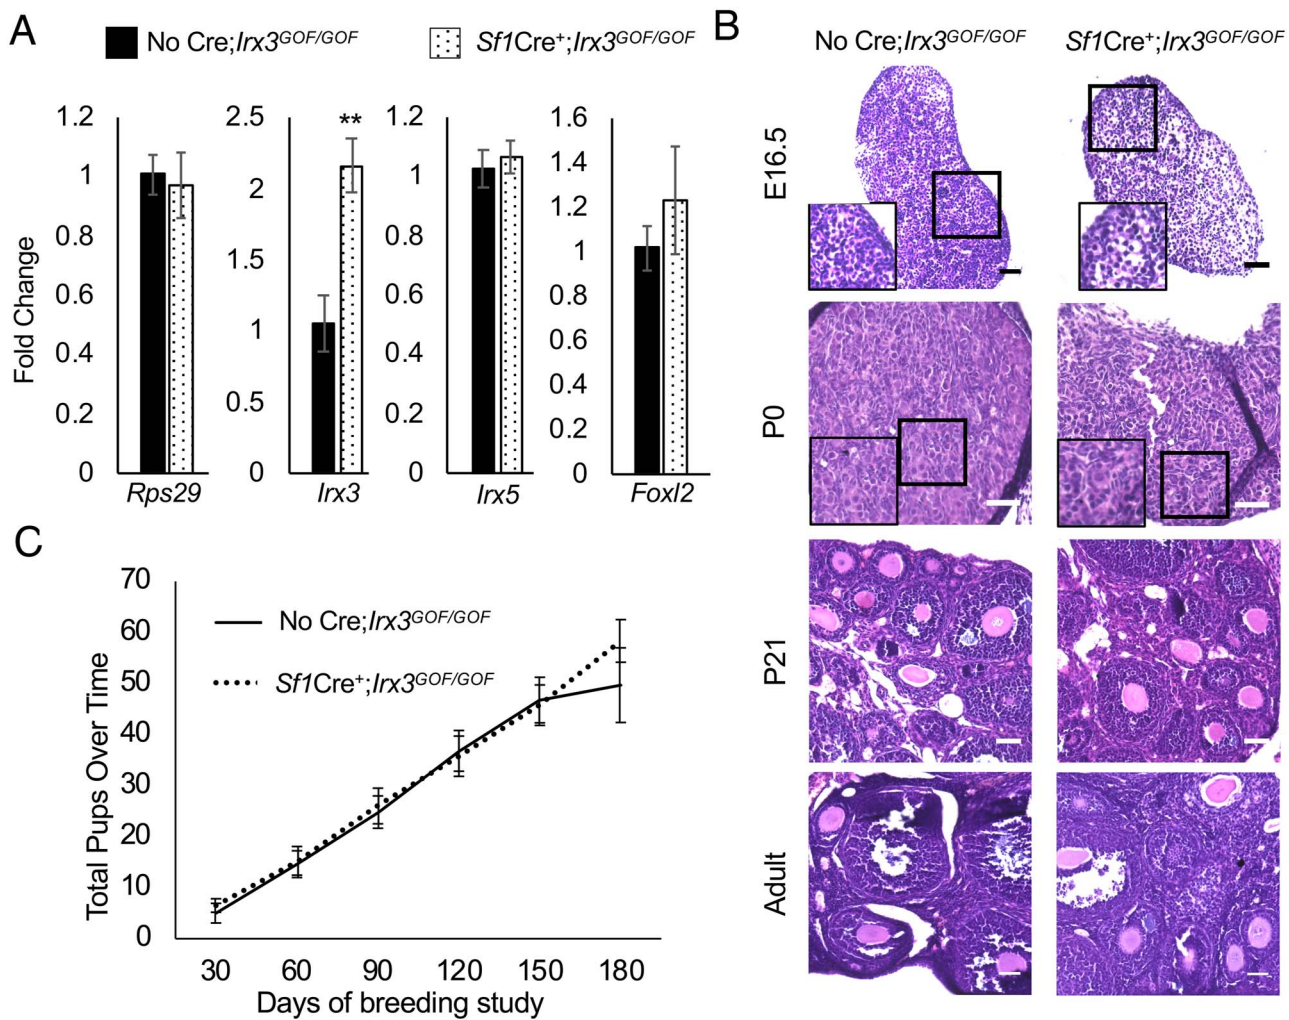 A
No Cre;Irx3GOF/GOF
Sf1Cre+;Irx3GOF/GOF
Fold Change
1.2
1
0.8
0.6
0.4
0.2
0
Rps29
2.5
2
1.5
1
0.5
0
**
Irx3
1.2
1
0.8
0.6
0.4
0.2
0
Irx5
1.6
1.4
1.2
1
0.8
0.6
0.4
0.2
0
Foxl2
B
No Cre;Irx3GOF/GOF
Sf1Cre+;Irx3GOF/GOF
E16.5
P0
P21
Adult
C
Total Pups Over Time
70
60
50
40
30
20
10
0
No Cre;Irx3GOF/GOF
Sf1Cre+;Irx3GOF/GOF
30 60 90 120 150 180
Days of breeding study